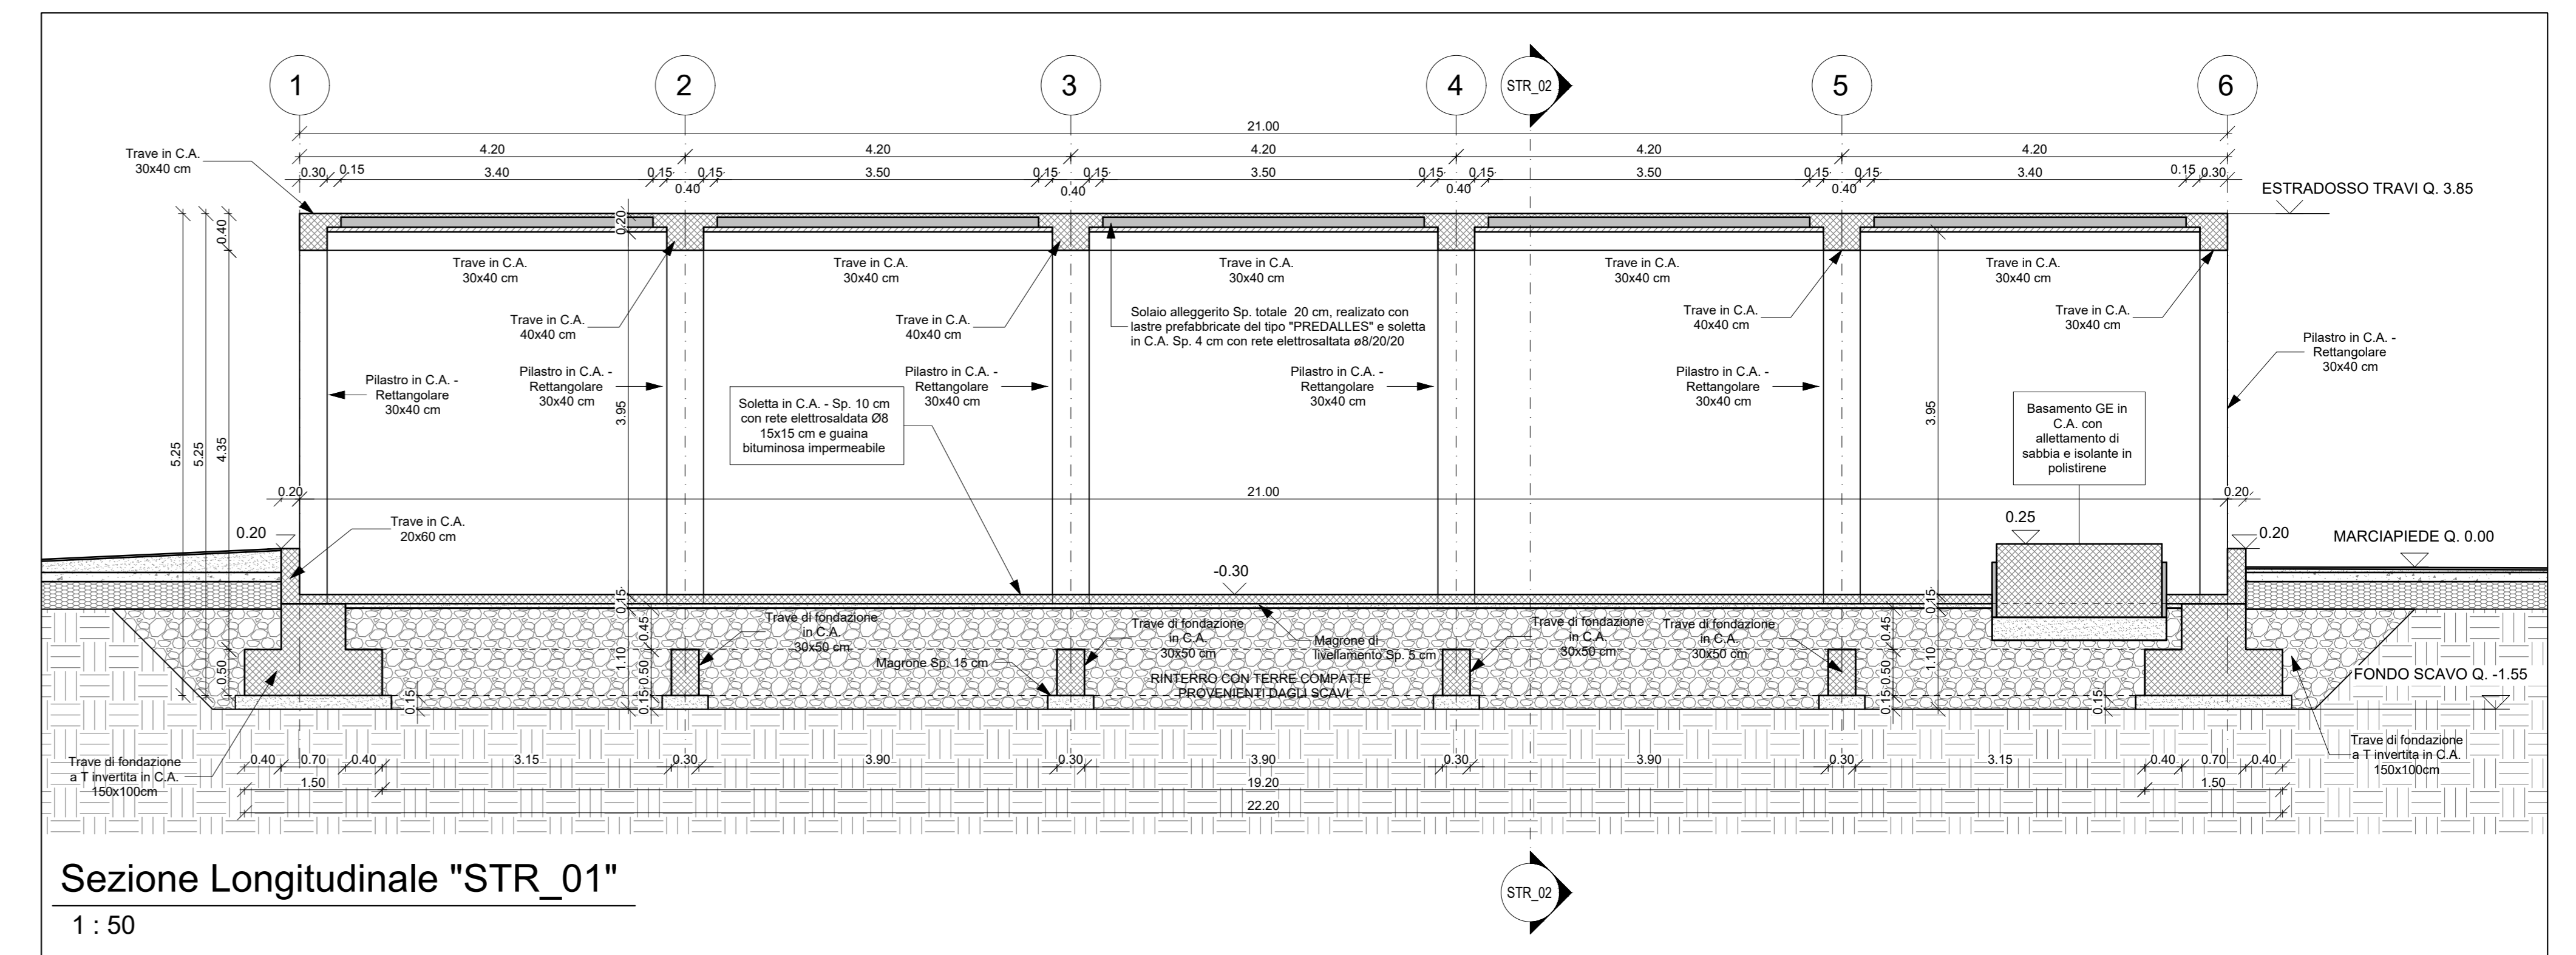 1
2
3
4
STR_02
5
6
21.00
4.20
4.20
4.20
4.20
4.20
0.30
0.15
3.40
0.15
0.40
0.15
3.50
0.15
0.40
0.15
3.50
0.15
0.40
0.15
3.50
0.15
0.40
0.15
3.40
0.15
0.30
Trave in C.A.
30x40 cm
ESTRADOSSO TRAVI Q. 3.85
0.40
0.20
Trave in C.A.
30x40 cm
Trave in C.A.
30x40 cm
Trave in C.A.
30x40 cm
Trave in C.A.
30x40 cm
Trave in C.A.
30x40 cm
Trave in C.A.
40x40 cm
Trave in C.A.
40x40 cm
Solaio alleggerito Sp. totale 20 cm, realizato con
lastre prefabbricate del tipo "PREDALLES" e soletta
in C.A. Sp. 4 cm con rete elettrosaltata ø8/20/20
Trave in C.A.
40x40 cm
Trave in C.A.
30x40 cm
Pilastro in C.A. -
Rettangolare
30x40 cm
Pilastro in C.A. -
Rettangolare
30x40 cm
Pilastro in C.A. -
Rettangolare
30x40 cm
Pilastro in C.A. -
Rettangolare
30x40 cm
Pilastro in C.A. -
Rettangolare
30x40 cm
Pilastro in C.A. -
Rettangolare
30x40 cm
Soletta in C.A. - Sp. 10 cm
con rete elettrosaldata Ø8
15x15 cm e guaina
bituminosa impermeabile
Basamento GE in
C.A. con
allettamento di
sabbia e isolante in
polistirene
5.25
5.25
4.35
3.95
3.95
0.20
21.00
0.20
Trave in C.A.
20x60 cm
0.20
0.25
0.20
MARCIAPIEDE Q. 0.00
-0.30
0.15
0.45
1.10
0.50
0.15
0.50
0.15
Trave di fondazione
in C.A.
30x50 cm
Magrone Sp. 15 cm
Trave di fondazione
in C.A.
30x50 cm
Magrone di
livellamento Sp. 5 cm
RINTERRO CON TERRE COMPATTE
PROVENIENTI DAGLI SCAVI
Trave di fondazione
in C.A.
30x50 cm
Trave di fondazione
in C.A.
30x50 cm
0.15
0.45
1.10
0.50
0.15
0.15
FONDO SCAVO Q. -1.55
Trave di fondazione
a T invertita in C.A.
150x100cm
Trave di fondazione
a T invertita in C.A.
150x100cm
0.40
0.70
0.40
3.15
0.30
3.90
0.30
3.90
0.30
3.90
0.30
3.15
0.40
0.70
0.40
1.50
19.20
1.50
22.20
Sezione Longitudinale "STR_01"
1 : 50
STR_02